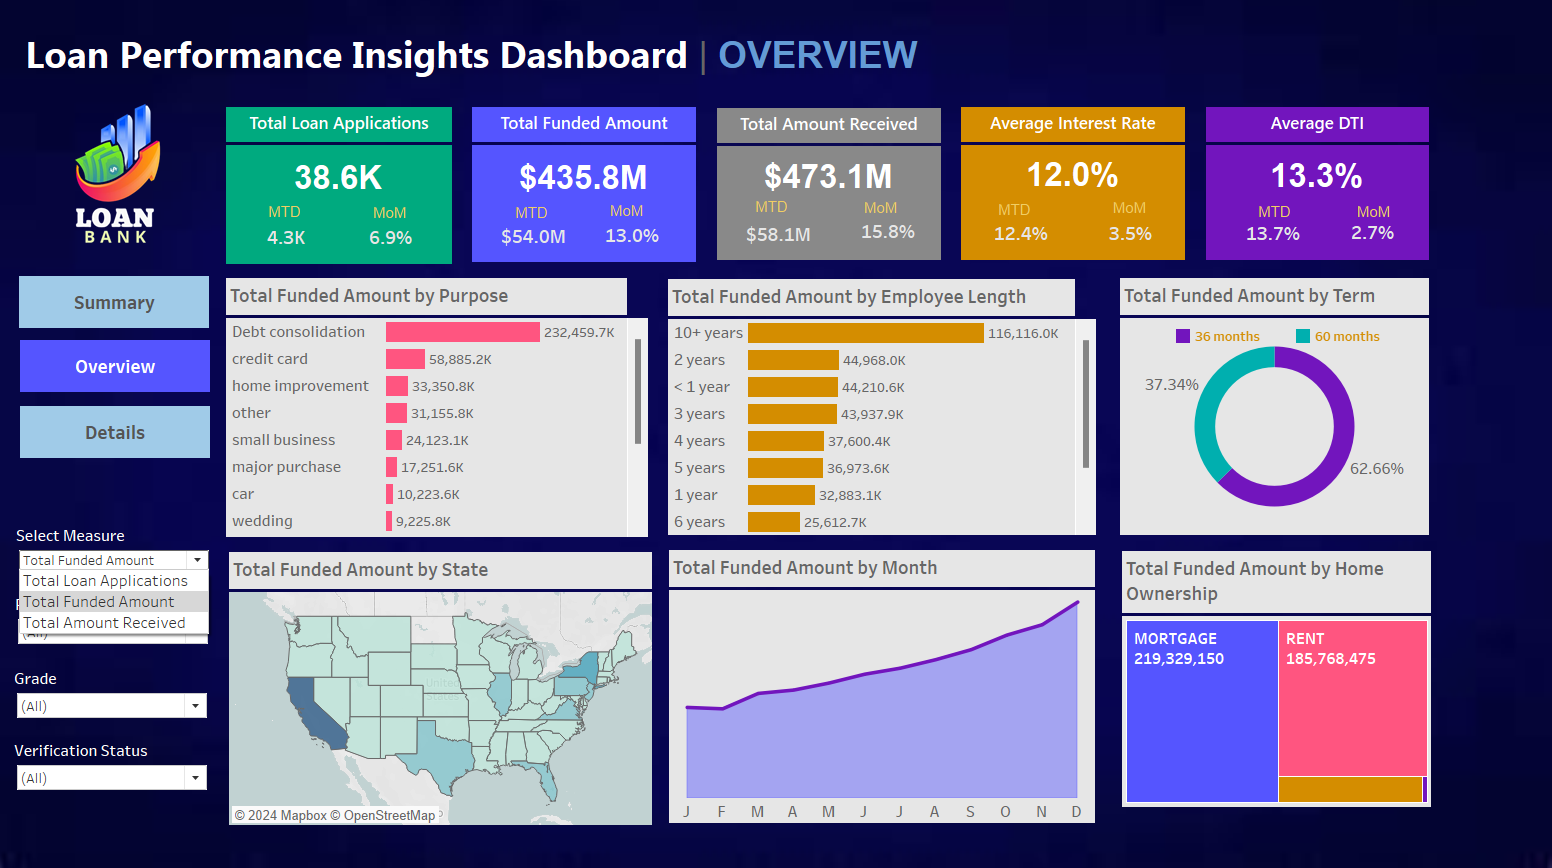 Loan Performance Insights Dashboard | OVERVIEW
LOAN
BANK
Total Loan Applications
38.6K
MTD MoM
4.3K 6.9%
Total Funded Amount
$435.8M
MTD MoM
$54.0M 13.0%
Total Amount Received
$473.1M
MTD MoM
$58.1M 15.8%
Average Interest Rate
12.0%
MTD MoM
12.4% 3.5%
Average DTI
13.3%
MTD MoM
13.7% 2.7%
Summary
Overview
Details
Select Measure
Total Funded Amount
Total Loan Applications
Total Funded Amount
Total Amount Received
(All)
Grade
(All)
Verification Status
(All)
Total Funded Amount by Purpose
Debt consolidation 232,459.7K
credit card 58,885.2K
home improvement 33,350.8K
other 31,155.8K
small business 24,123.1K
major purchase 17,251.6K
car 10,223.6K
wedding 9,225.8K
Total Funded Amount by Employee Length
10+ years 116,116.0K
2 years 44,968.0K
< 1 year 44,210.6K
3 years 43,937.9K
4 years 37,600.4K
5 years 36,973.6K
1 year 32,883.1K
6 years 25,612.7K
Total Funded Amount by Term
36 months 60 months
37.34%
62.66%
Total Funded Amount by State
© 2024 Mapbox © OpenStreetMap
Total Funded Amount by Month
J F M A M J J A S O N D
Total Funded Amount by Home
Ownership
MORTGAGE
219,329,150
RENT
185,768,475